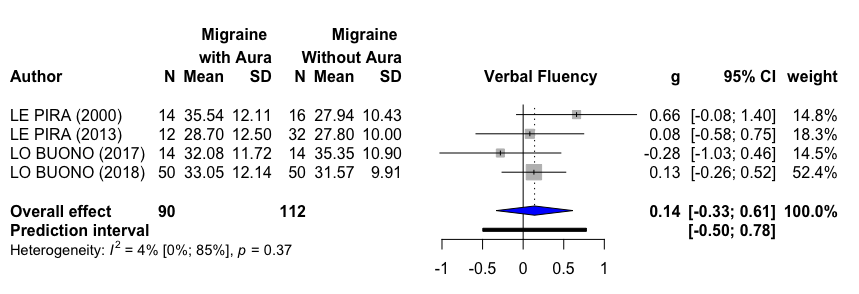 Migraine Migraine
with Aura Without Aura
Author N Mean SD N Mean SD Verbal Fluency g 95% CI weight
LE PIRA (2000) 14 35.54 12.11 16 27.94 10.43 0.66 [-0.08; 1.40] 14.8%
LE PIRA (2013) 12 28.70 12.50 32 27.80 10.00 0.08 [-0.58; 0.75] 18.3%
LO BUONO (2017) 14 32.08 11.72 14 35.35 10.90 -0.28 [-1.03; 0.46] 14.5%
LO BUONO (2018) 50 33.05 12.14 50 31.57 9.91 0.13 [-0.26; 0.52] 52.4%
Overall effect 90 112 0.14 [-0.33; 0.61] 100.0%
Prediction interval [-0.50; 0.78]
Heterogeneity: I² = 4% [0%; 85%], p = 0.37
-1 -0.5 0 0.5 1